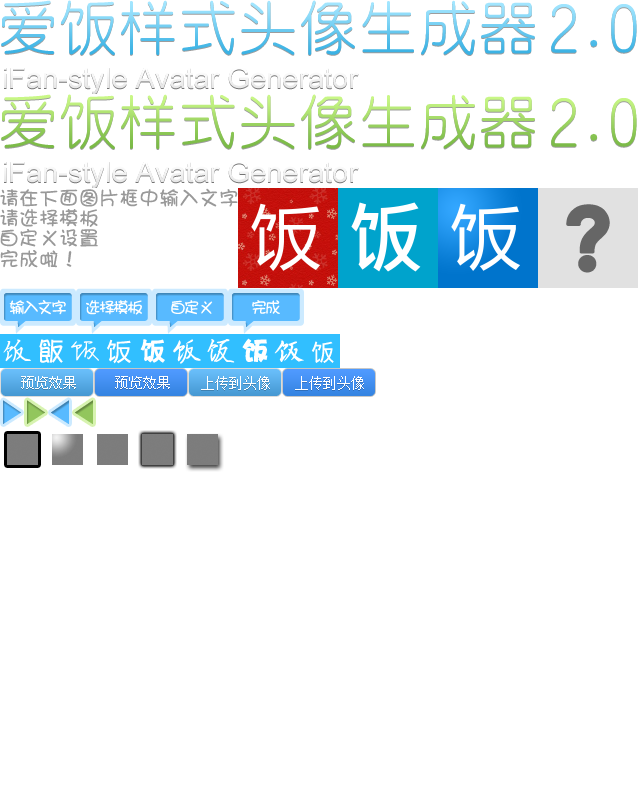 爱饭样式头像生成器2.0
iFan-style Avatar Generator
爱饭样式头像生成器2.0
iFan-style Avatar Generator
请在下面图片框中输入文字
请选择模板
自定义设置
完成啦！
饭 饭 饭 ?
输入文字 选择模板 自定义 完成
饭 飯 饭 饭 饭 饭 饭 饭 饭 饭
预览效果 预览效果 上传到头像 上传到头像